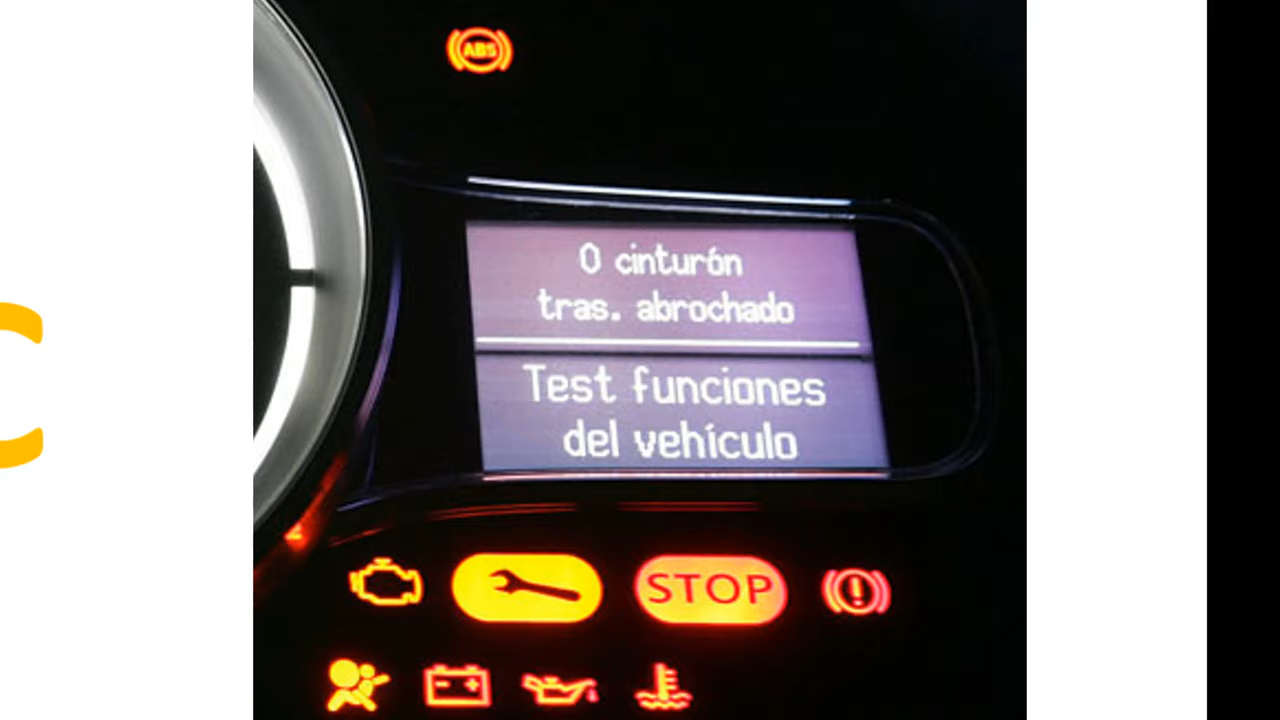 ABS
0 cinturón
tras. abrochado
Test funciones
del vehículo
STOP